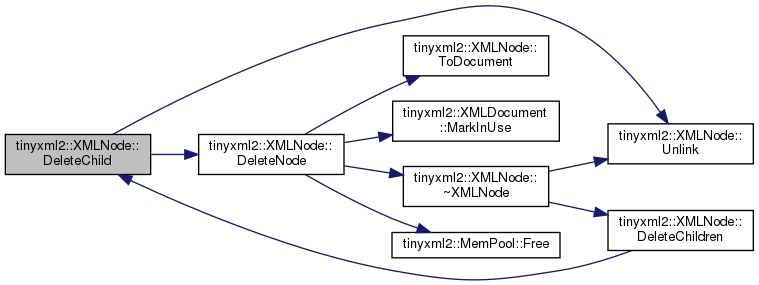 tinyxml2::XMLNode::
DeleteChild
tinyxml2::XMLNode::
DeleteNode
tinyxml2::XMLNode::
ToDocument
tinyxml2::XMLDocument
::MarkInUse
tinyxml2::XMLNode::
~XMLNode
tinyxml2::MemPool::Free
tinyxml2::XMLNode::
Unlink
tinyxml2::XMLNode::
DeleteChildren